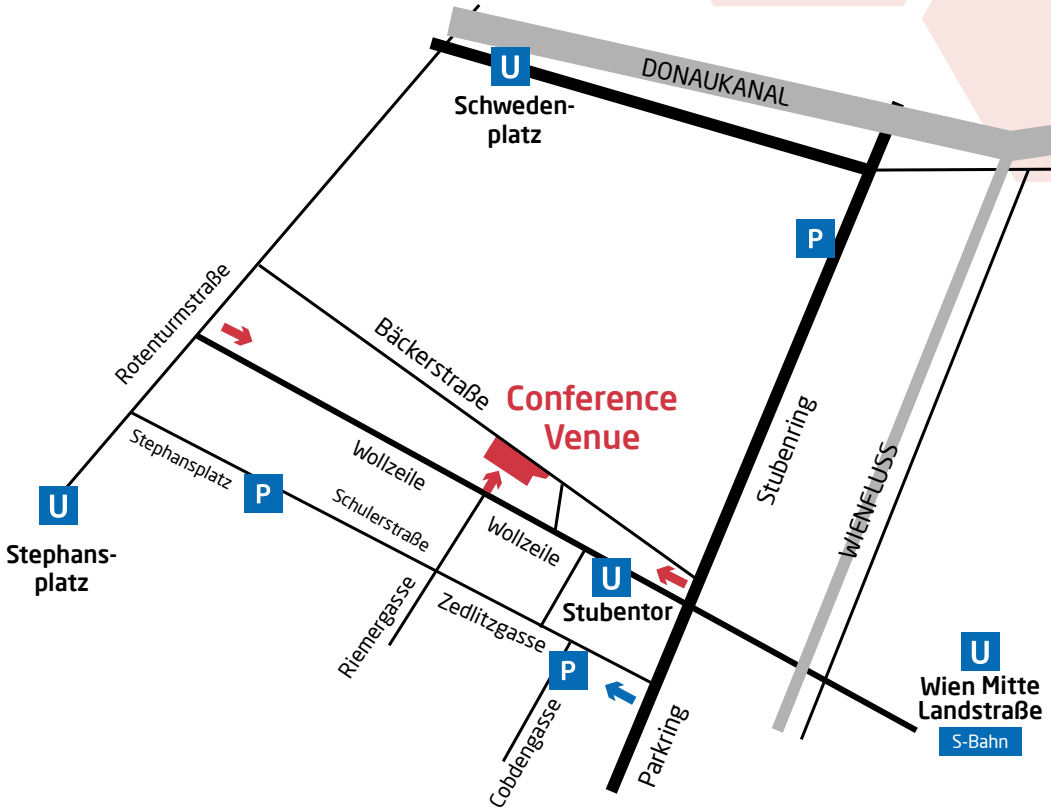 DONAUKANAL
U
Schweden-
platz
P
Rotenturmstraße
Bäckerstraße
Conference
Venue
Stubenring
Stephansplatz
Wollzeile
P
Schulerstraße
WIENFLUSS
U
Stephans-
platz
Wollzeile
U
Stubentor
Riemergasse
Zedlitzgasse
P
Cobdengasse
Parkring
U
Wien Mitte
Landstraße
S-Bahn